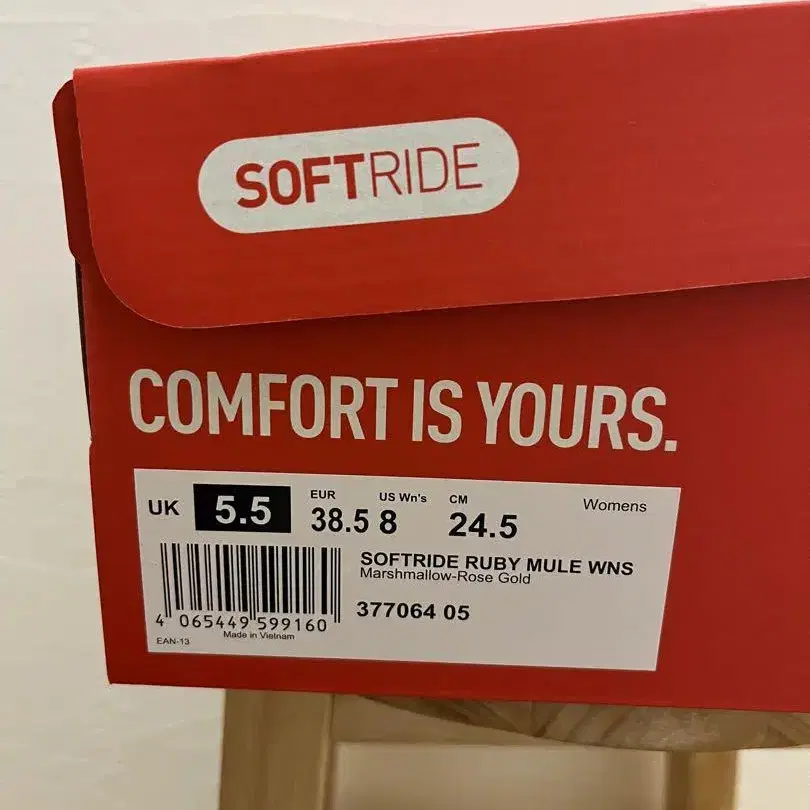 SOFTRIDE
COMFORT IS YOURS.
UK 5.5 EUR 38.5 US Wn's 8 CM 24.5 Womens
SOFTRIDE RUBY MULE WNS
Marshmallow-Rose Gold
377064 05
4 065449 599160
Made in Vietnam
EAN-13